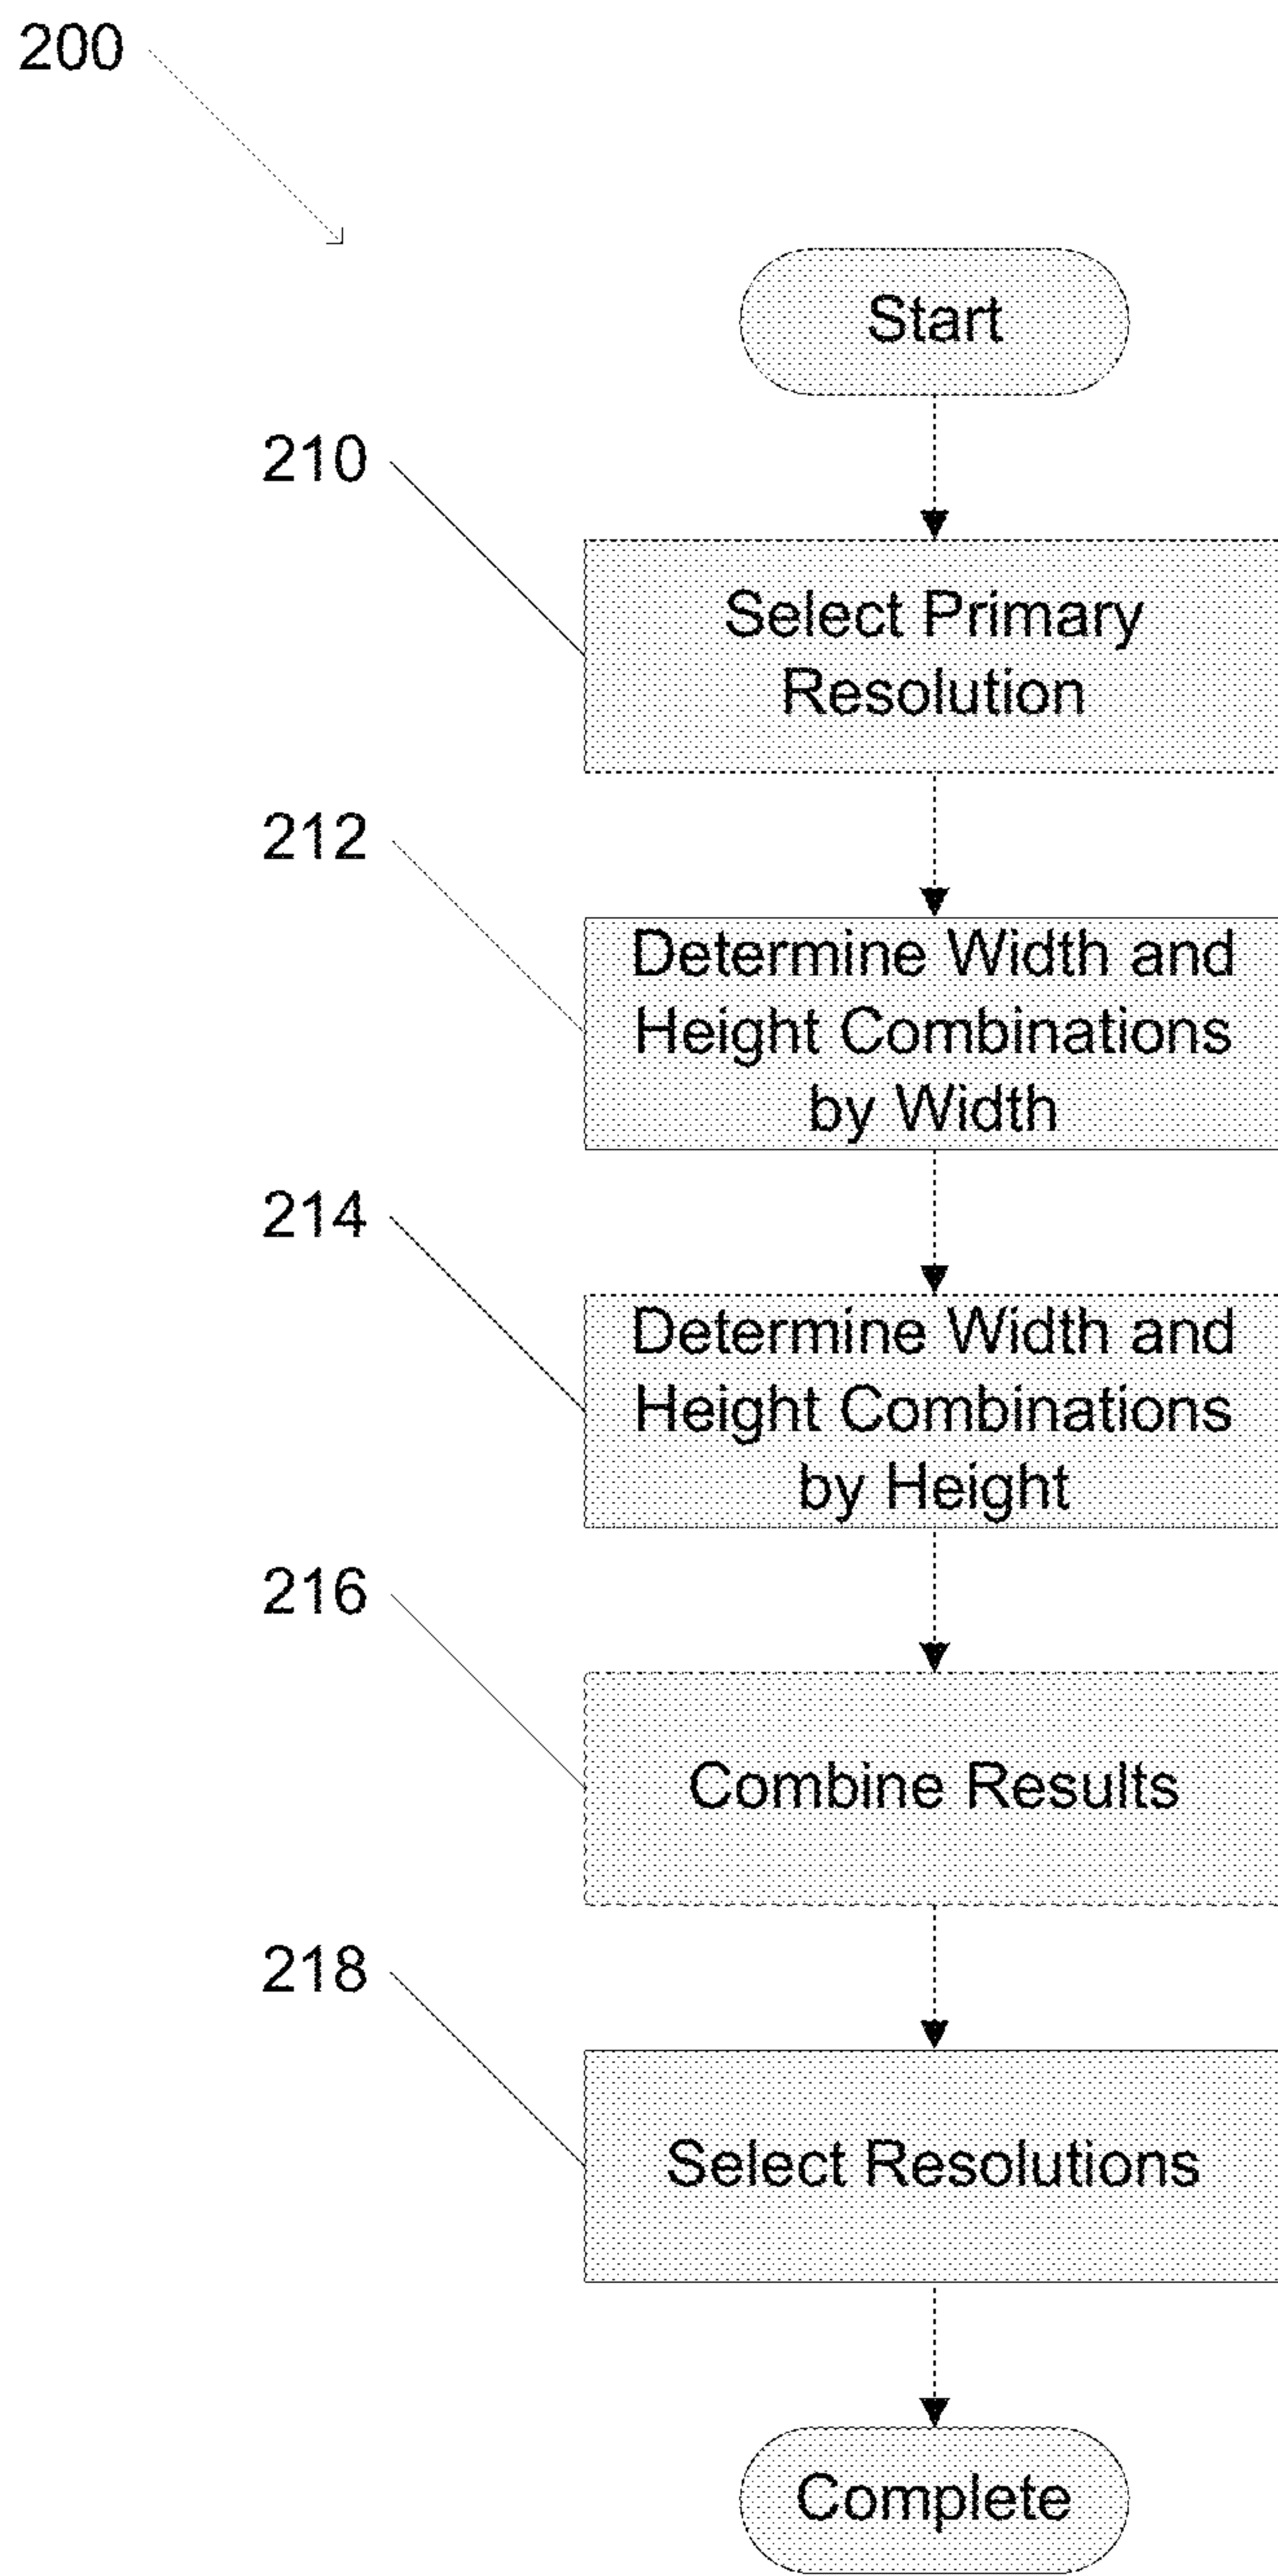 200
Start
210
Select Primary
Resolution
212
Determine Width and
Height Combinations
by Width
214
Determine Width and
Height Combinations
by Height
216
Combine Results
218
Select Resolutions
Complete